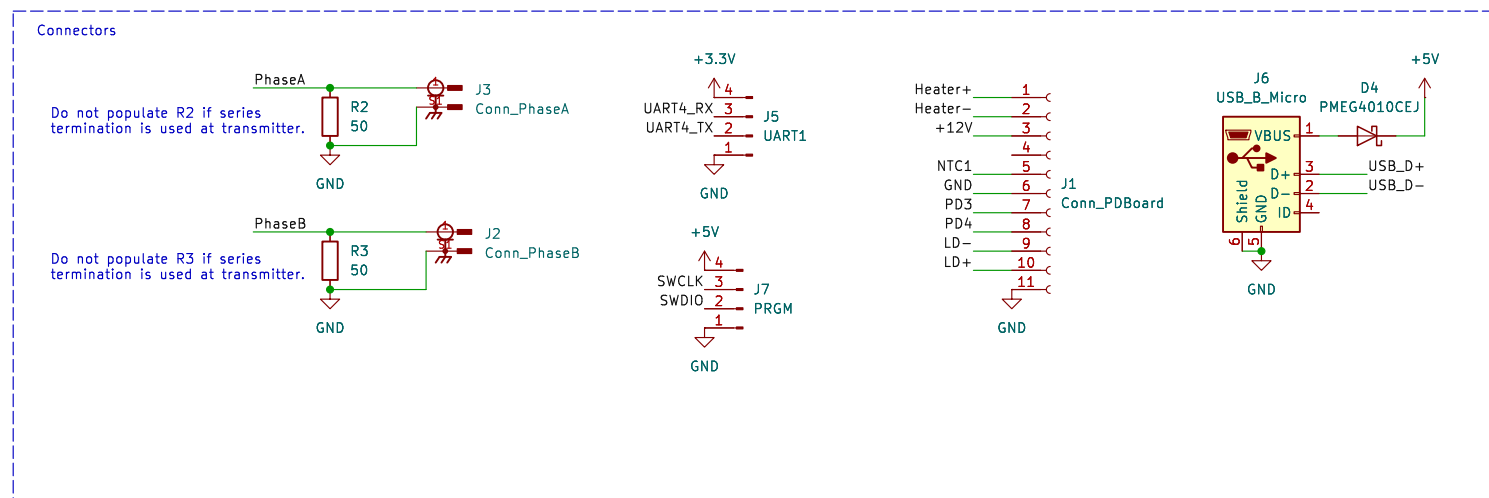 Connectors
PhaseA
Do not populate R2 if series
termination is used at transmitter.
R2
50
GND
1
S1
J3
Conn_PhaseA
PhaseB
Do not populate R3 if series
termination is used at transmitter.
R3
50
GND
1
S1
J2
Conn_PhaseB
+3.3V
4
UART4_RX 3
UART4_TX 2
1
J5
UART1
GND
+5V
4
SWCLK 3
SWDIO 2
1
J7
PRGM
GND
Heater+ 1
Heater- 2
+12V 3
4
NTC1 5
GND 6
PD3 7
PD4 8
LD- 9
LD+ 10
11
J1
Conn_PDBoard
GND
J6
USB_B_Micro
VBUS 1
D+ 3
D- 2
ID 4
Shield
GND
6
5
GND
USB_D+
USB_D-
D4
PMEG4010CEJ
+5V